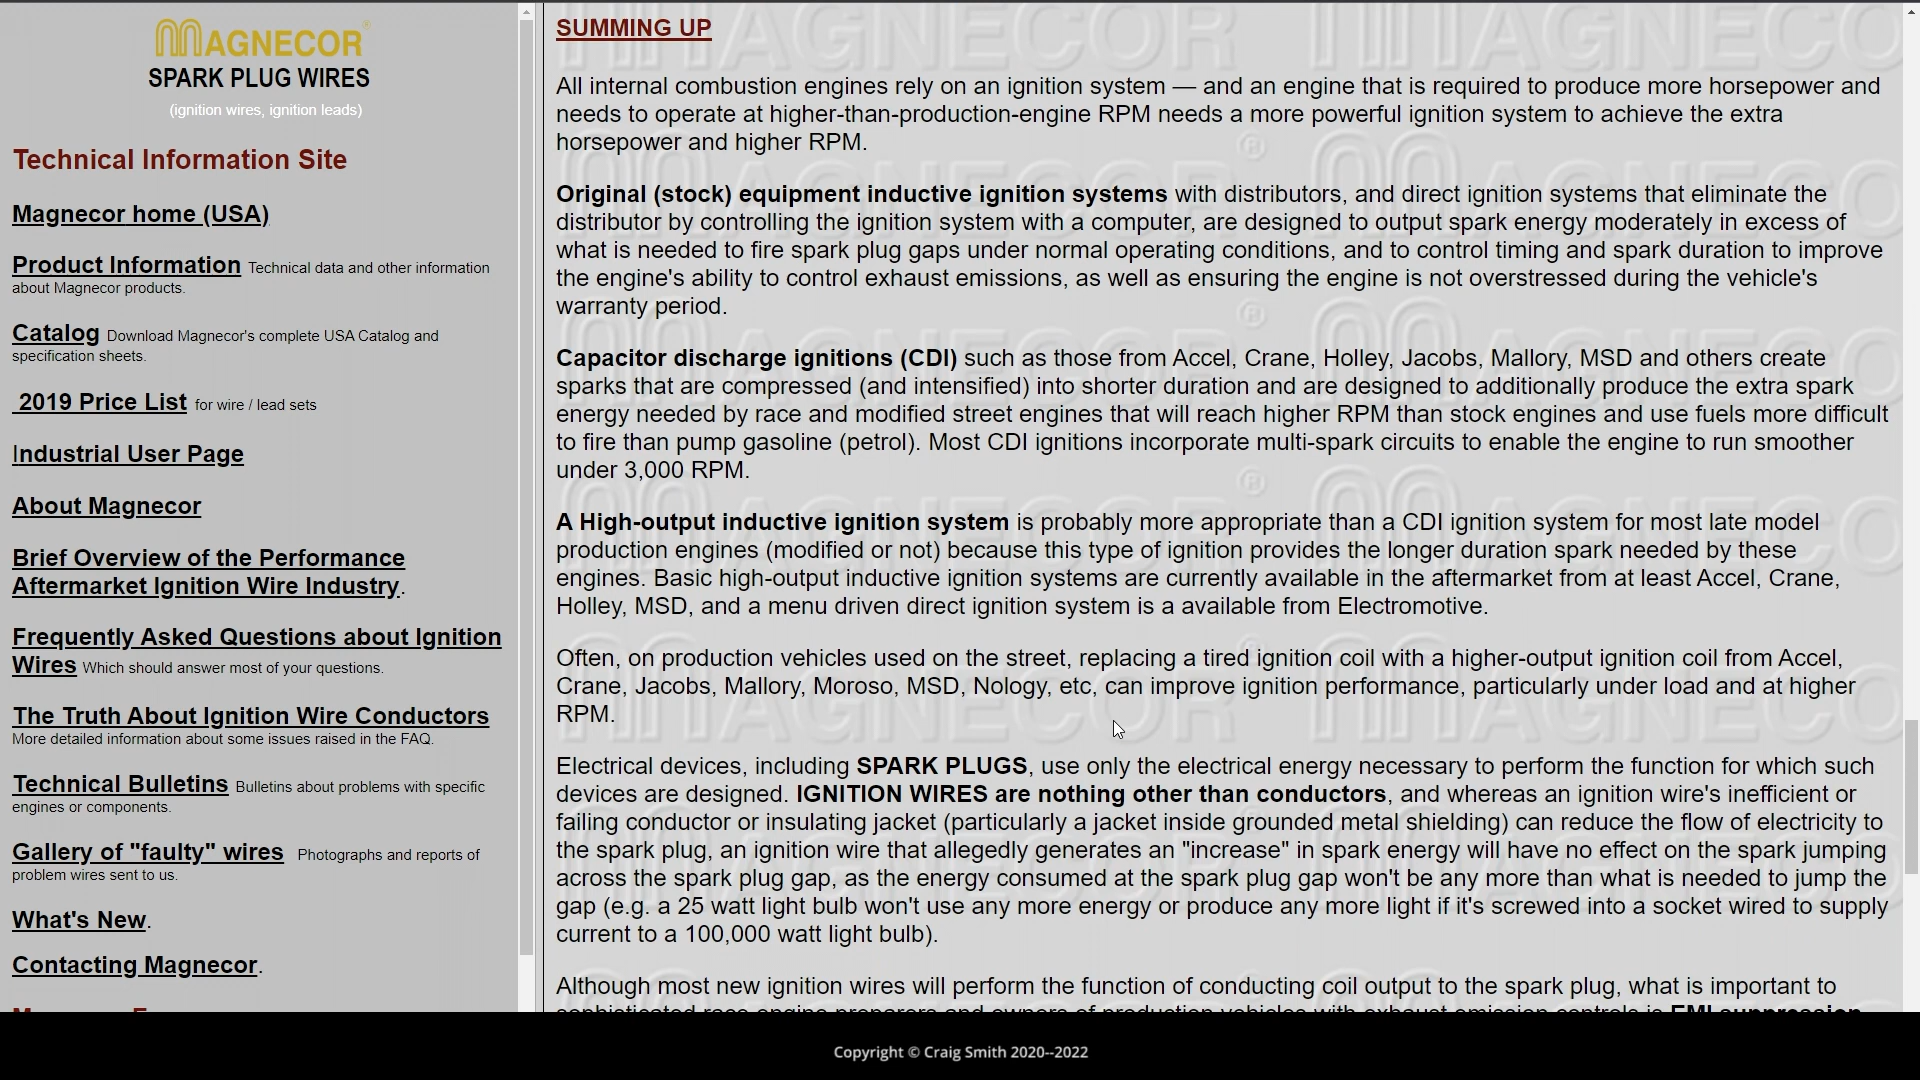 MAGNECOR®
SPARK PLUG WIRES
(ignition wires, ignition leads)
Technical Information Site
Magnecor home (USA)
Product Information Technical data and other information
about Magnecor products.
Catalog Download Magnecor's complete USA Catalog and
specification sheets.
2019 Price List for wire / lead sets
Industrial User Page
About Magnecor
Brief Overview of the Performance
Aftermarket Ignition Wire Industry.
Frequently Asked Questions about Ignition
Wires Which should answer most of your questions.
The Truth About Ignition Wire Conductors
More detailed information about some issues raised in the FAQ.
Technical Bulletins Bulletins about problems with specific
engines or components.
Gallery of "faulty" wires Photographs and reports of
problem wires sent to us.
What's New.
Contacting Magnecor.
SUMMING UP
All internal combustion engines rely on an ignition system — and an engine that is required to produce more horsepower and
needs to operate at higher-than-production-engine RPM needs a more powerful ignition system to achieve the extra
horsepower and higher RPM.
Original (stock) equipment inductive ignition systems with distributors, and direct ignition systems that eliminate the
distributor by controlling the ignition system with a computer, are designed to output spark energy moderately in excess of
what is needed to fire spark plug gaps under normal operating conditions, and to control timing and spark duration to improve
the engine's ability to control exhaust emissions, as well as ensuring the engine is not overstressed during the vehicle's
warranty period.
Capacitor discharge ignitions (CDI) such as those from Accel, Crane, Holley, Jacobs, Mallory, MSD and others create
sparks that are compressed (and intensified) into shorter duration and are designed to additionally produce the extra spark
energy needed by race and modified street engines that will reach higher RPM than stock engines and use fuels more difficult
to fire than pump gasoline (petrol). Most CDI ignitions incorporate multi-spark circuits to enable the engine to run smoother
under 3,000 RPM.
A High-output inductive ignition system is probably more appropriate than a CDI ignition system for most late model
production engines (modified or not) because this type of ignition provides the longer duration spark needed by these
engines. Basic high-output inductive ignition systems are currently available in the aftermarket from at least Accel, Crane,
Holley, MSD, and a menu driven direct ignition system is a available from Electromotive.
Often, on production vehicles used on the street, replacing a tired ignition coil with a higher-output ignition coil from Accel,
Crane, Jacobs, Mallory, Moroso, MSD, Nology, etc, can improve ignition performance, particularly under load and at higher
RPM.
Electrical devices, including SPARK PLUGS, use only the electrical energy necessary to perform the function for which such
devices are designed. IGNITION WIRES are nothing other than conductors, and whereas an ignition wire's inefficient or
failing conductor or insulating jacket (particularly a jacket inside grounded metal shielding) can reduce the flow of electricity to
the spark plug, an ignition wire that allegedly generates an "increase" in spark energy will have no effect on the spark jumping
across the spark plug gap, as the energy consumed at the spark plug gap won't be any more than what is needed to jump the
gap (e.g. a 25 watt light bulb won't use any more energy or produce any more light if it's screwed into a socket wired to supply
current to a 100,000 watt light bulb).
Although most new ignition wires will perform the function of conducting coil output to the spark plug, what is important to
sophisticated race engine preparers and owners of production vehicles with exhaust emission controls is EMI suppression
Copyright © Craig Smith 2020--2022